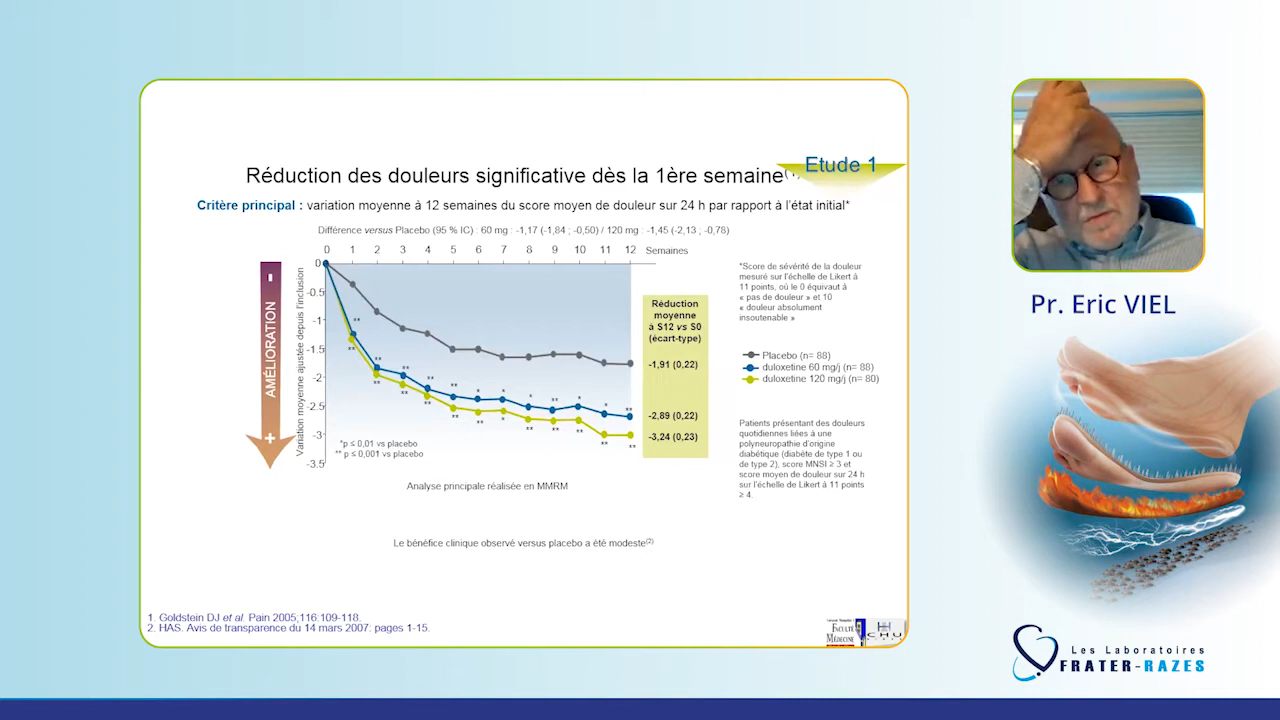 Etude 1
Réduction des douleurs significative dès la 1ère semaine(
Critère principal : variation moyenne à 12 semaines du score moyen de douleur sur 24 h par rapport à l'état initial*
Différence versus Placebo (95 % IC) : 60 mg : -1,17 (-1,84 ; -0,50) / 120 mg : -1,45 (-2,13 ; -0,78)
0 1 2 3 4 5 6 7 8 9 10 11 12 Semaines
0
-0.5
-1
-1.5
-2
-2.5
-3
-3.5
- AMÉLIORATION +
Variation moyenne ajustée depuis l'inclusion
** ** ** ** ** * * * * * * **
** ** ** ** ** ** * ** ** ** ** **
*p ≤ 0,01 vs placebo
** p ≤ 0,001 vs placebo
Analyse principale réalisée en MMRM
Réduction
moyenne
à S12 vs S0
(écart-type)
-1,91 (0,22)
-2,89 (0,22)
-3,24 (0,23)
*Score de sévérité de la douleur
mesuré sur l'échelle de Likert à
11 points, où le 0 équivaut à
« pas de douleur » et 10
« douleur absolument
insoutenable »
Placebo (n= 88)
duloxetine 60 mg/j (n= 88)
duloxetine 120 mg/j (n= 80)
Patients présentant des douleurs
quotidiennes liées à une
polyneuropathie d'origine
diabétique (diabète de type 1 ou
de type 2), score MNSI ≥ 3 et
score moyen de douleur sur 24 h
sur l'échelle de Likert à 11 points
≥ 4.
Le bénéfice clinique observé versus placebo a été modeste(2)
1. Goldstein DJ et al. Pain 2005;116:109-118.
2. HAS. Avis de transparence du 14 mars 2007: pages 1-15.
FACULTÉ
MÉDECINE
CHU
Pr. Eric VIEL
Les Laboratoires
FRATER-RAZES